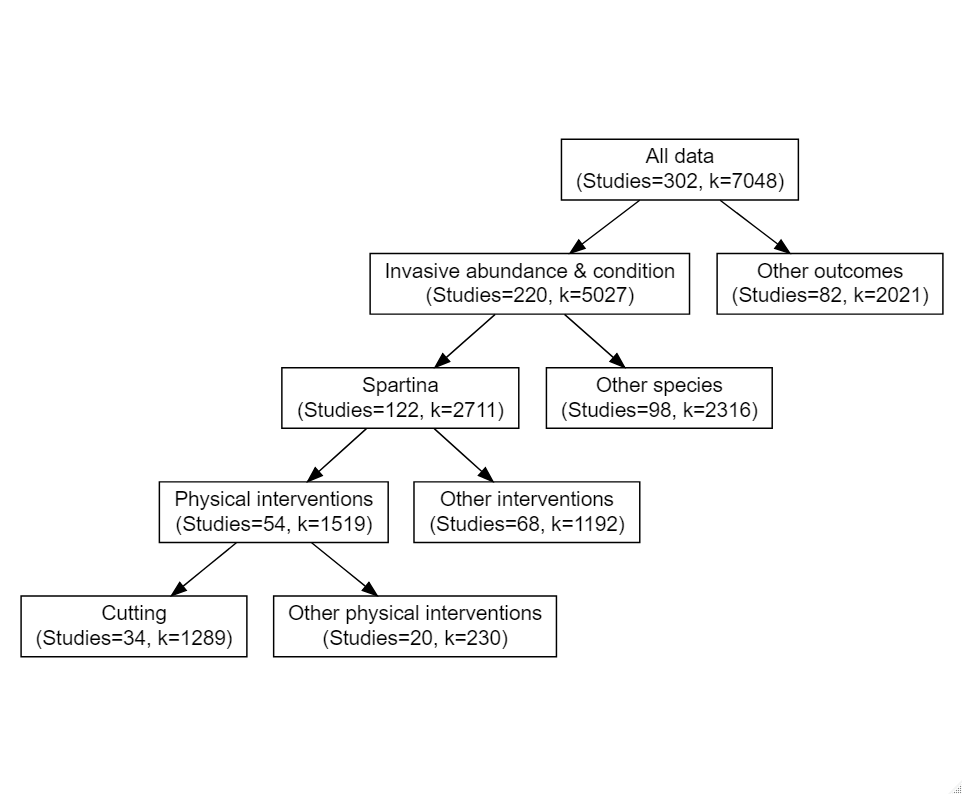 All data
(Studies=302, k=7048)
Invasive abundance & condition
(Studies=220, k=5027)
Other outcomes
(Studies=82, k=2021)
Spartina
(Studies=122, k=2711)
Other species
(Studies=98, k=2316)
Physical interventions
(Studies=54, k=1519)
Other interventions
(Studies=68, k=1192)
Cutting
(Studies=34, k=1289)
Other physical interventions
(Studies=20, k=230)